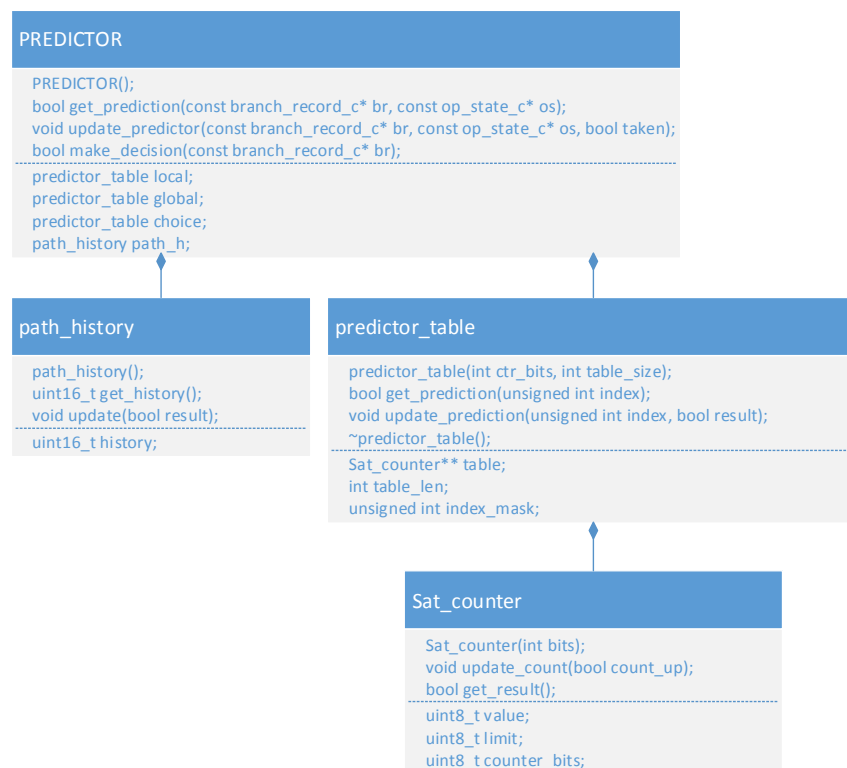 PREDICTOR
PREDICTOR();
bool get_prediction(const branch_record_c* br, const op_state_c* os);
void update_predictor(const branch_record_c* br, const op_state_c* os, bool taken);
bool make_decision(const branch_record_c* br);
predictor_table local;
predictor_table global;
predictor_table choice;
path_history path_h;
path_history
path_history();
uint16_t get_history();
void update(bool result);
uint16_t history;
predictor_table
predictor_table(int ctr_bits, int table_size);
bool get_prediction(unsigned int index);
void update_prediction(unsigned int index, bool result);
~predictor_table();
Sat_counter** table;
int table_len;
unsigned int index_mask;
Sat_counter
Sat_counter(int bits);
void update_count(bool count_up);
bool get_result();
uint8_t value;
uint8_t limit;
uint8_t counter_bits;